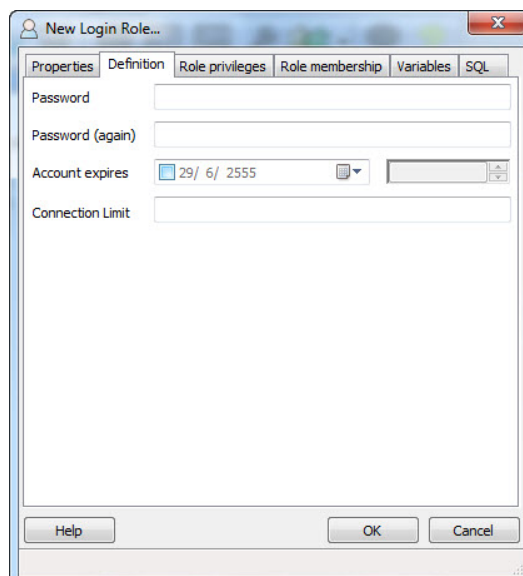 New Login Role...
Properties Definition Role privileges Role membership Variables SQL
Password
Password (again)
Account expires 29/ 6/ 2555
Connection Limit
Help OK Cancel